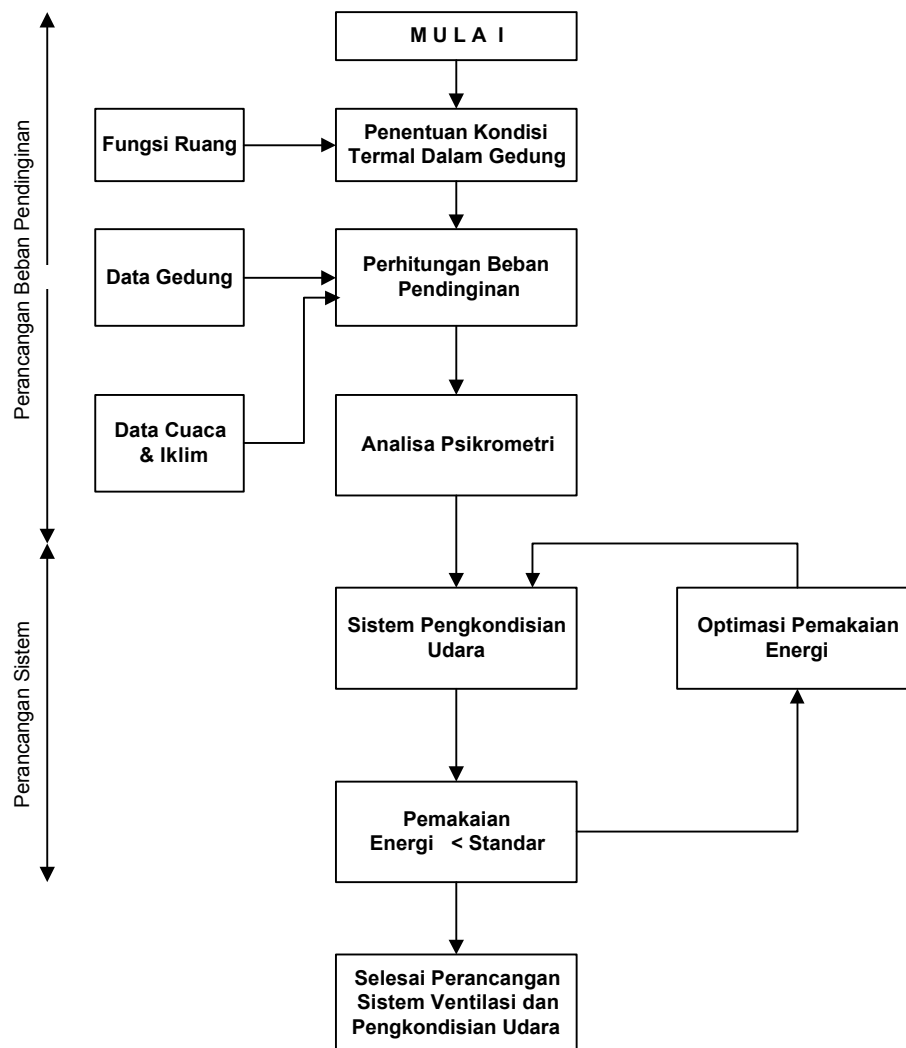 M U L A I
Fungsi Ruang
Penentuan Kondisi
Termal Dalam Gedung
Perancangan Beban Pendinginan
Data Gedung
Perhitungan Beban
Pendinginan
Data Cuaca
& Iklim
Analisa Psikrometri
Perancangan Sistem
Sistem Pengkondisian
Udara
Optimasi Pemakaian
Energi
Pemakaian
Energi < Standar
Selesai Perancangan
Sistem Ventilasi dan
Pengkondisian Udara